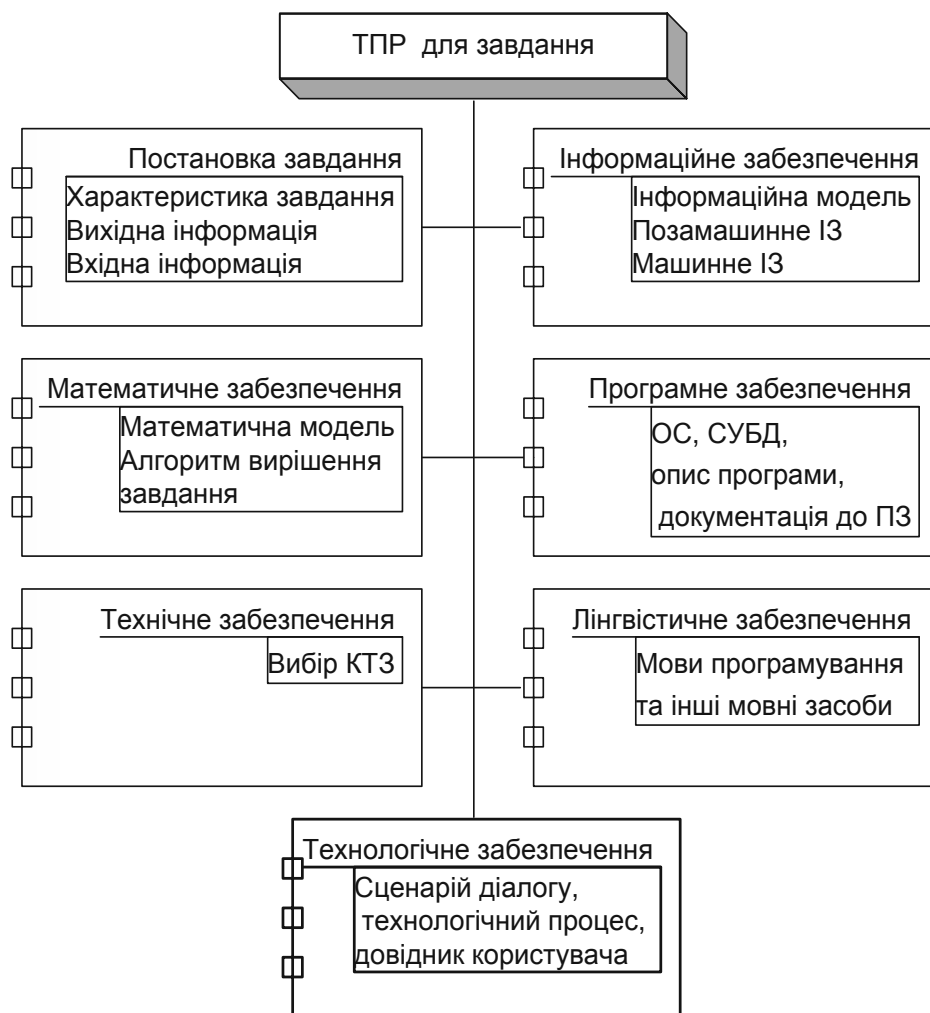 ТПР для завдання
Постановка завдання
Характеристика завдання
Вихідна інформація
Вхідна інформація
Інформаційне забезпечення
Інформаційна модель
Позамашинне ІЗ
Машинне ІЗ
Математичне забезпечення
Математична модель
Алгоритм вирішення
завдання
Програмне забезпечення
ОС, СУБД,
опис програми,
документація до ПЗ
Технічне забезпечення
Вибір КТЗ
Лінгвістичне забезпечення
Мови програмування
та інші мовні засоби
Технологічне забезпечення
Сценарій діалогу,
технологічний процес,
довідник користувача